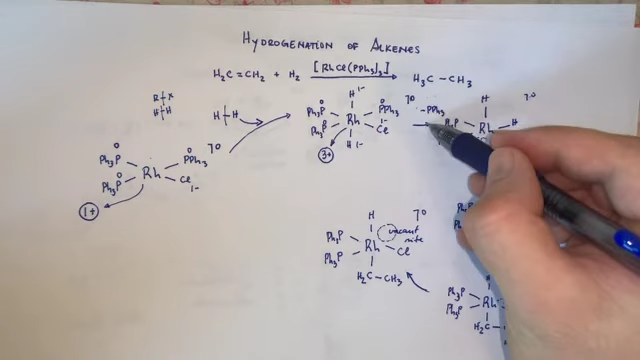 HYDROGENATION OF ALKENES
H₂C=CH₂ + H₂ [RhCl(PPh₃)₃] H₃C-CH₃
R-X
H-H
H-H
Ph₃P 0
Ph₃P 0
Rh
PPh₃ 0
Cl 1-
0
1+
H 1-
Ph₃P 0
Ph₃P 0
Rh
PPh₃ 0
Cl 1-
H 1-
0
3+
-PPh₃
H
Rh
H
0
H
Ph₃P
Ph₃P
Rh
vacant
site
Cl
H₂C-CH₃
0
Ph₃P
Ph₃P
Rh
H₂C